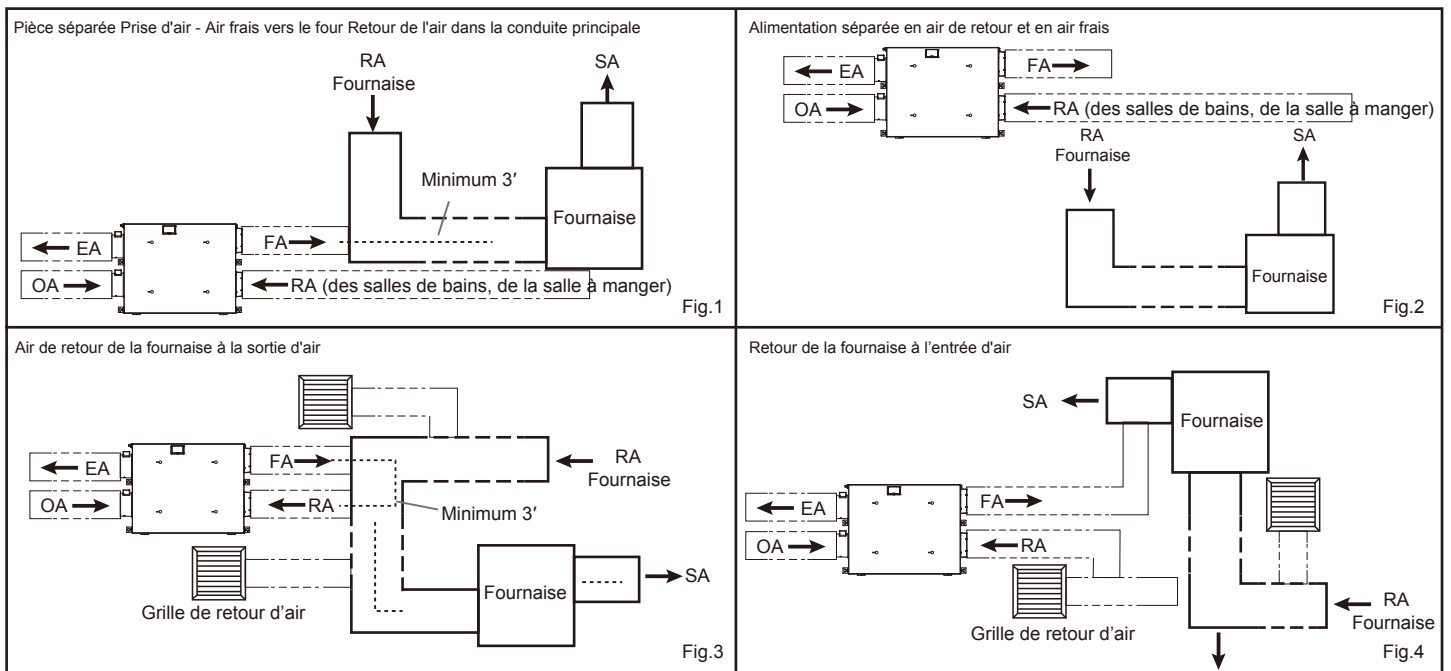 Pièce séparée Prise d'air - Air frais vers le four Retour de l'air dans la conduite principale
RA
Fournaise
SA
Minimum 3′
Fournaise
EA
FA
OA
RA (des salles de bains, de la salle à manger)
Fig.1
Alimentation séparée en air de retour et en air frais
EA
FA
OA
RA (des salles de bains, de la salle à manger)
RA
Fournaise
SA
Fournaise
Fig.2
Air de retour de la fournaise à la sortie d'air
EA
FA
RA
Fournaise
OA
RA
Minimum 3′
Fournaise
SA
Grille de retour d’air
Fig.3
Retour de la fournaise à l’entrée d'air
SA
Fournaise
EA
FA
OA
RA
RA
Fournaise
Grille de retour d’air
Fig.4